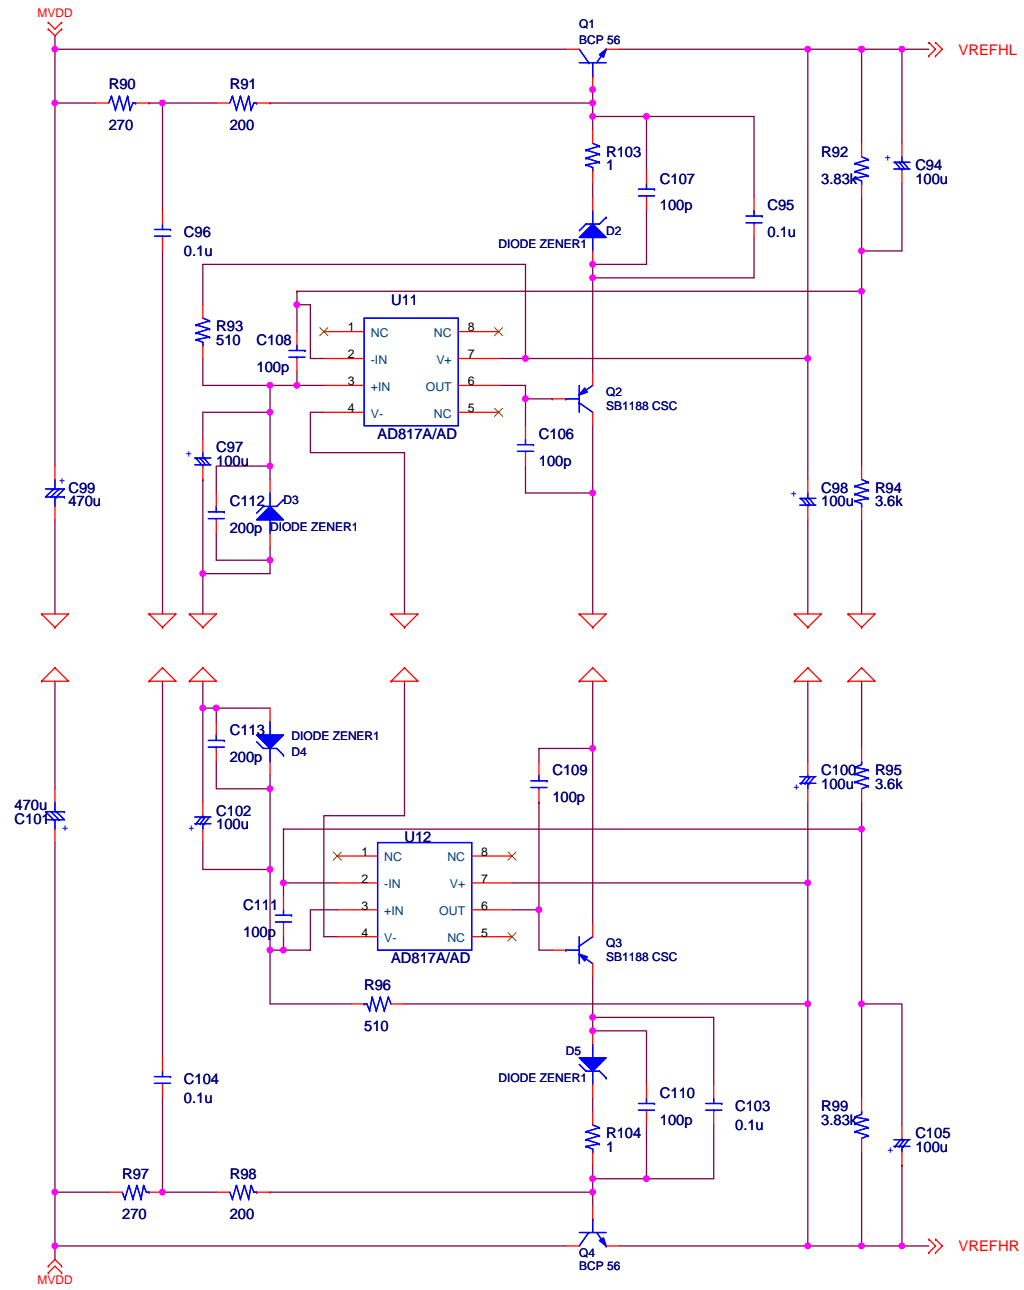 MVDD
Q1
BCP 56
VREFHL
R90
270
R91
200
R103
1
C107
100p
R92
3.83k
C94
100u
C95
0.1u
C96
0.1u
D2
DIODE ZENER1
U11
R93
510
C108
100p
1 NC
2 -IN
3 +IN
4 V-
NC 8
V+ 7
OUT 6
NC 5
AD817A/AD
Q2
SB1188 CSC
C106
100p
C97
100u
C112
200p
D3
DIODE ZENER1
C99
470u
C98
100u
R94
3.6k
C113
200p
DIODE ZENER1
D4
C109
100p
C100
100u
R95
3.6k
470u
C101
C102
100u
U12
1 NC
2 -IN
3 +IN
4 V-
NC 8
V+ 7
OUT 6
NC 5
AD817A/AD
C111
100p
Q3
SB1188 CSC
R96
510
D5
DIODE ZENER1
C104
0.1u
C110
100p
C103
0.1u
R99
3.83k
C105
100u
R104
1
R97
270
R98
200
Q4
BCP 56
VREFHR
MVDD